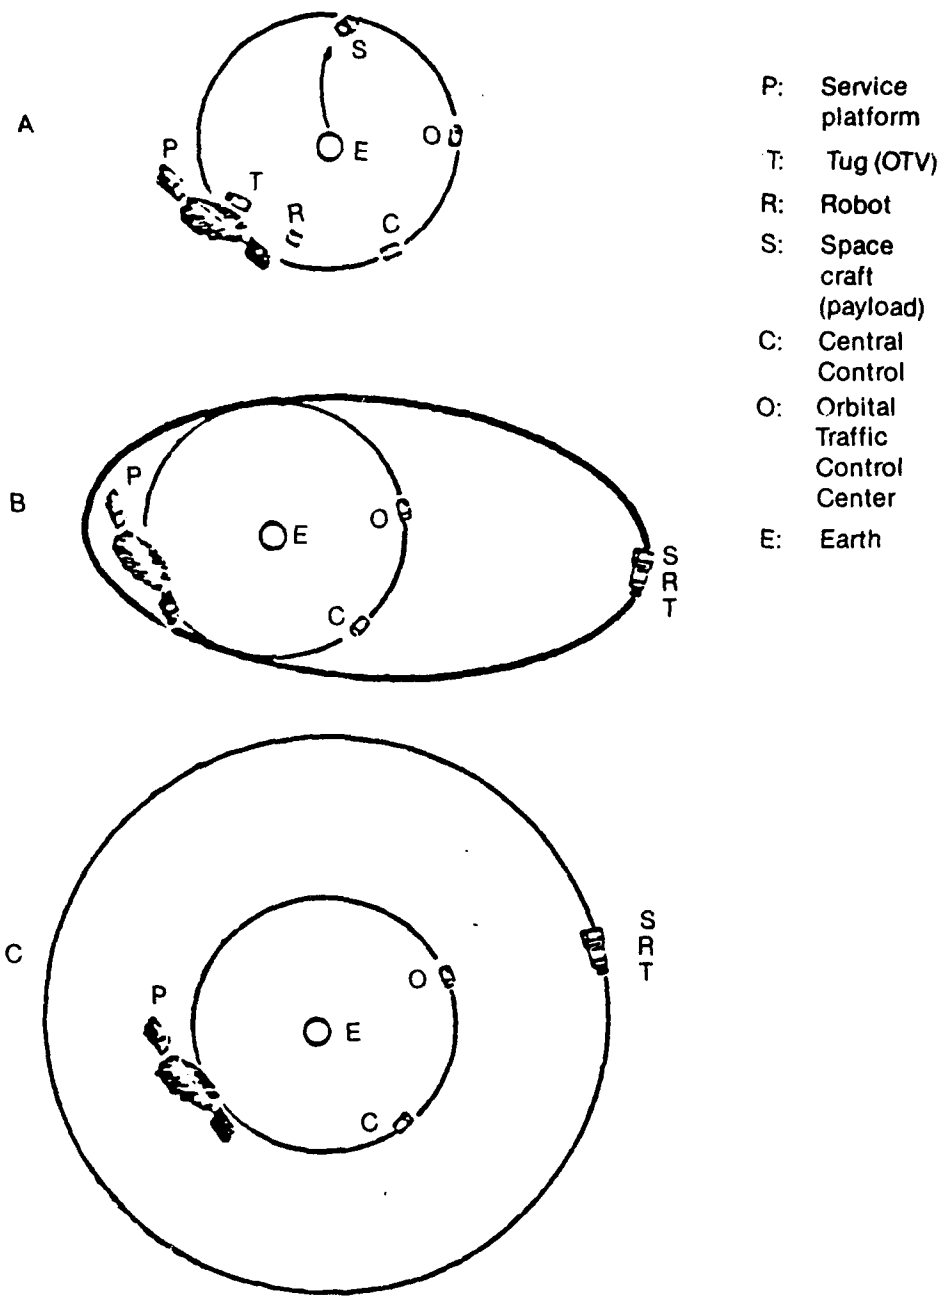 A
S
P
O
E
T
R
C
P: Service
platform
T: Tug (OTV)
R: Robot
S: Space
craft
(payload)
C: Central
Control
O: Orbital
Traffic
Control
Center
E: Earth
B
P
O
E
C
S
R
T
C
P
O
E
C
S
R
T